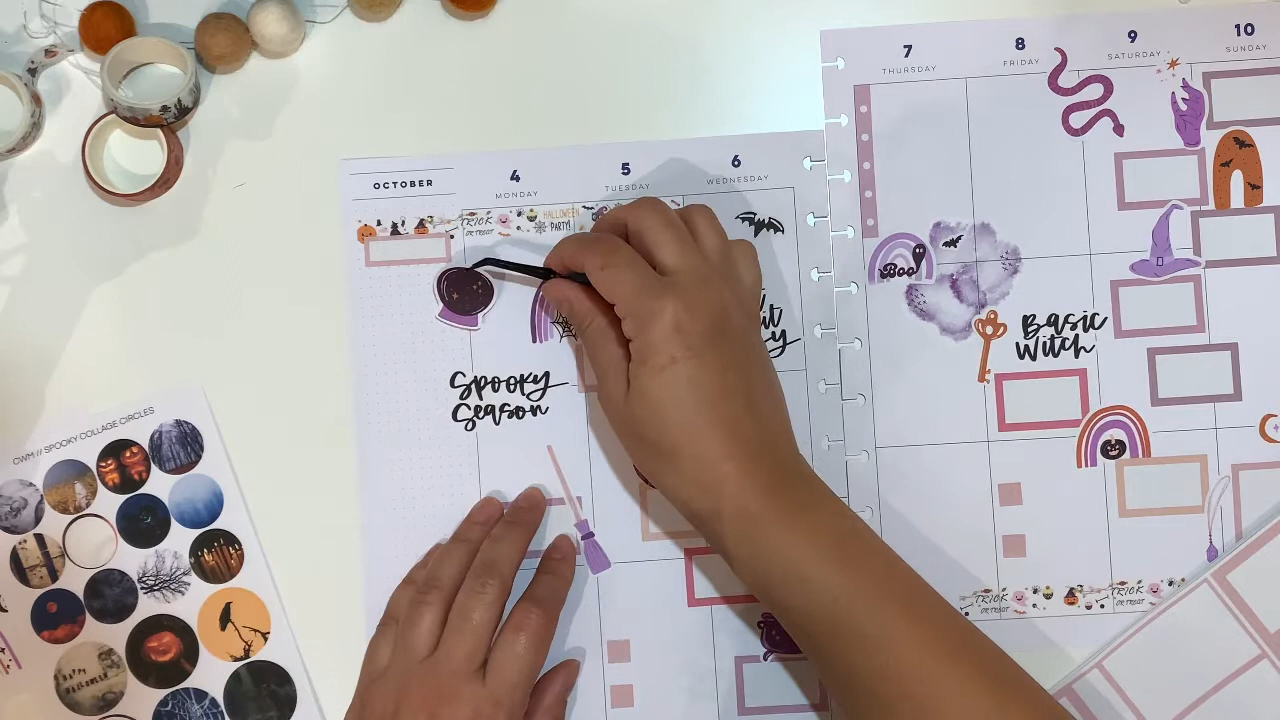 OCTOBER
4
MONDAY
5
TUESDAY
6
WEDNESDAY
7
THURSDAY
8
FRIDAY
9
SATURDAY
10
SUNDAY
TRICK
OR TREAT
HALLOWEEN
PARTY!
Boo
Spooky
Season
Basic
Witch
TRICK
OR TREAT
TRICK
OR TREAT
CWM // SPOOKY COLLAGE CIRCLES
HAPPY
HALLOWEEN